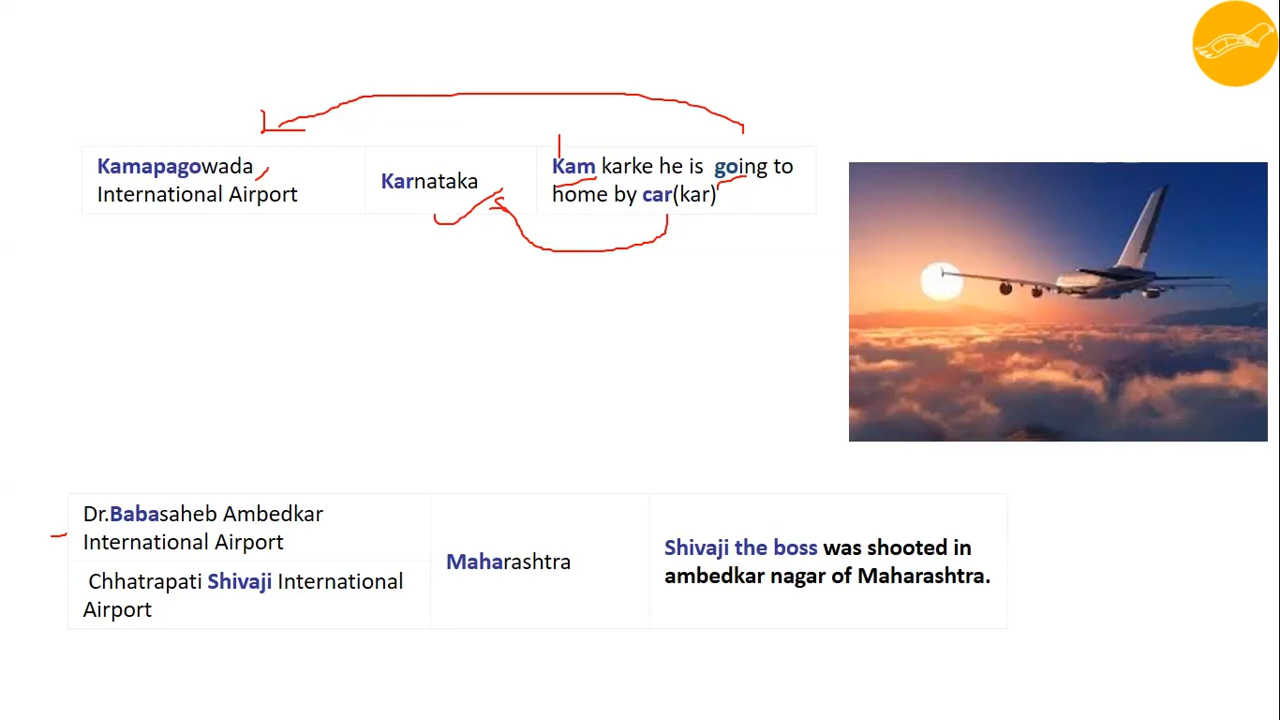 Kamapagowada
International Airport
Karnataka
Kam karke he is going to
home by car(kar)
Dr.Babasaheb Ambedkar
International Airport
Chhatrapati Shivaji International
Airport
Maharashtra
Shivaji the boss was shooted in
ambedkar nagar of Maharashtra.